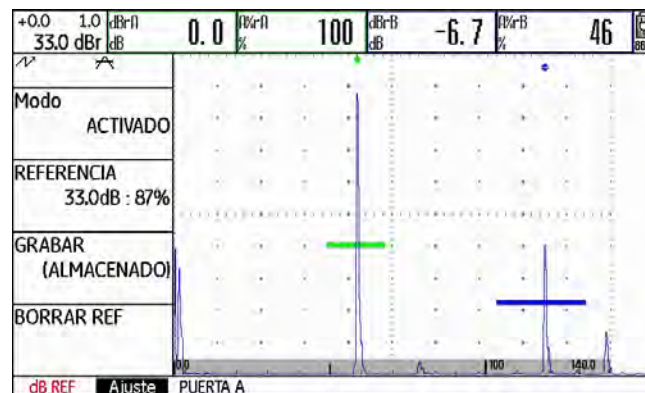 +0.0 1.0 dBrA 0.0 A%rA 100 dBrB -6.7 A%rB 46
33.0 dBr dB % dB %
Modo
ACTIVADO
REFERENCIA
33.0dB : 87%
GRABAR
(ALMACENADO)
BORRAR REF
0.0 100 140.0
dB REF Ajuste PUERTA A